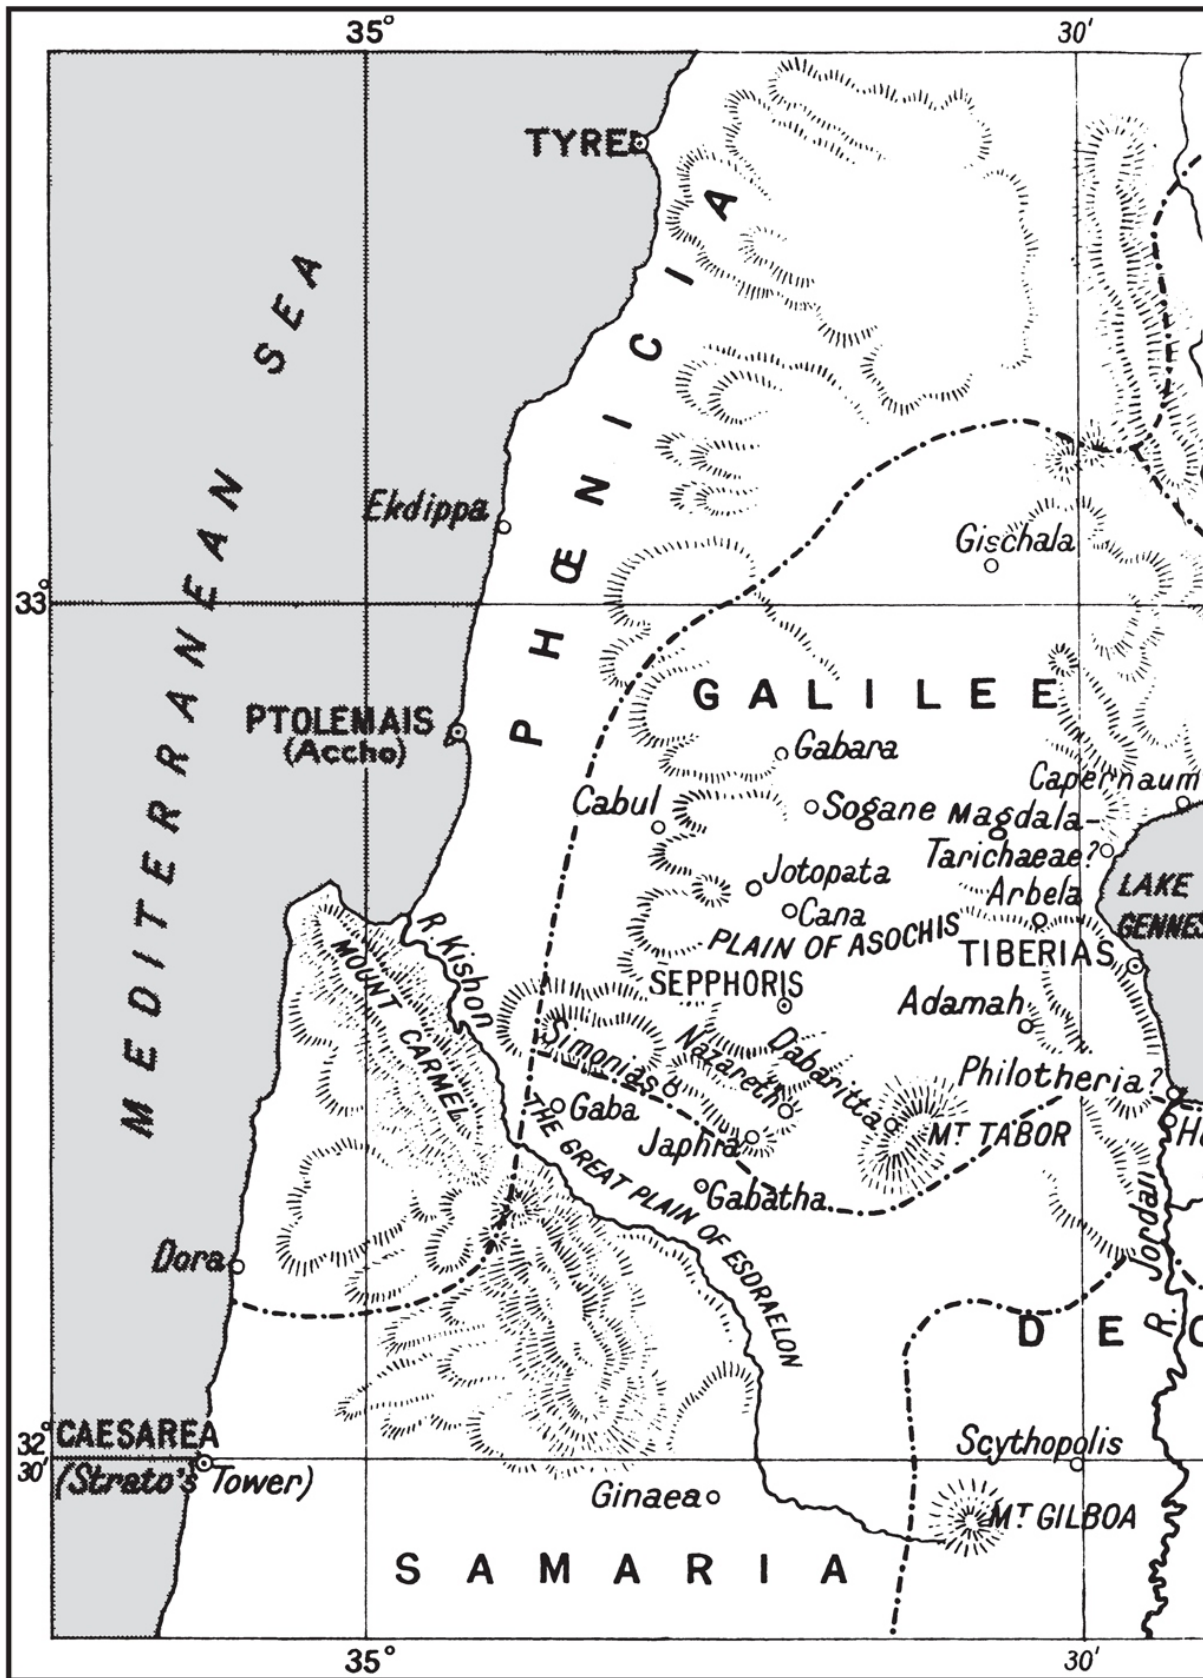 35°
30'
TYRE
PHŒNICIA
MEDITERRANEAN SEA
Ekdippa
Gischala
33°
GALILEE
PTOLEMAIS
(Accho)
Gabara
Capernaum
Cabul
Sogane
Magdala-
Tarichaeae?
Jotopata
Arbela
LAKE
GENNES
Cana
PLAIN OF ASOCHIS
R. Kishon
MOUNT CARMEL
TIBERIAS
SEPPHORIS
Adamah
Simonias
Nazareth
Dabaritta
Philotheria?
Gaba
THE GREAT PLAIN OF ESDRAELON
Japhra
MT TABOR
Gabatha
R. Jordan
Dora
DEC
32°
30'
CAESAREA
(Strato's Tower)
Scythopolis
Ginaea
MT GILBOA
SAMARIA
35°
30'